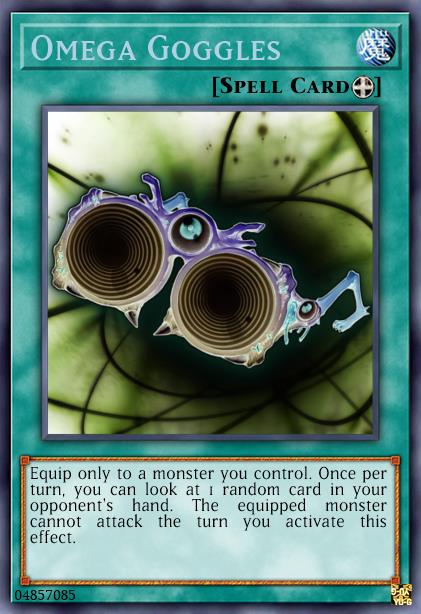 Omega Goggles
[Spell Card]
Equip only to a monster you control. Once per
turn, you can look at 1 random card in your
opponent's hand. The equipped monster
cannot attack the turn you activate this
effect.
04857085